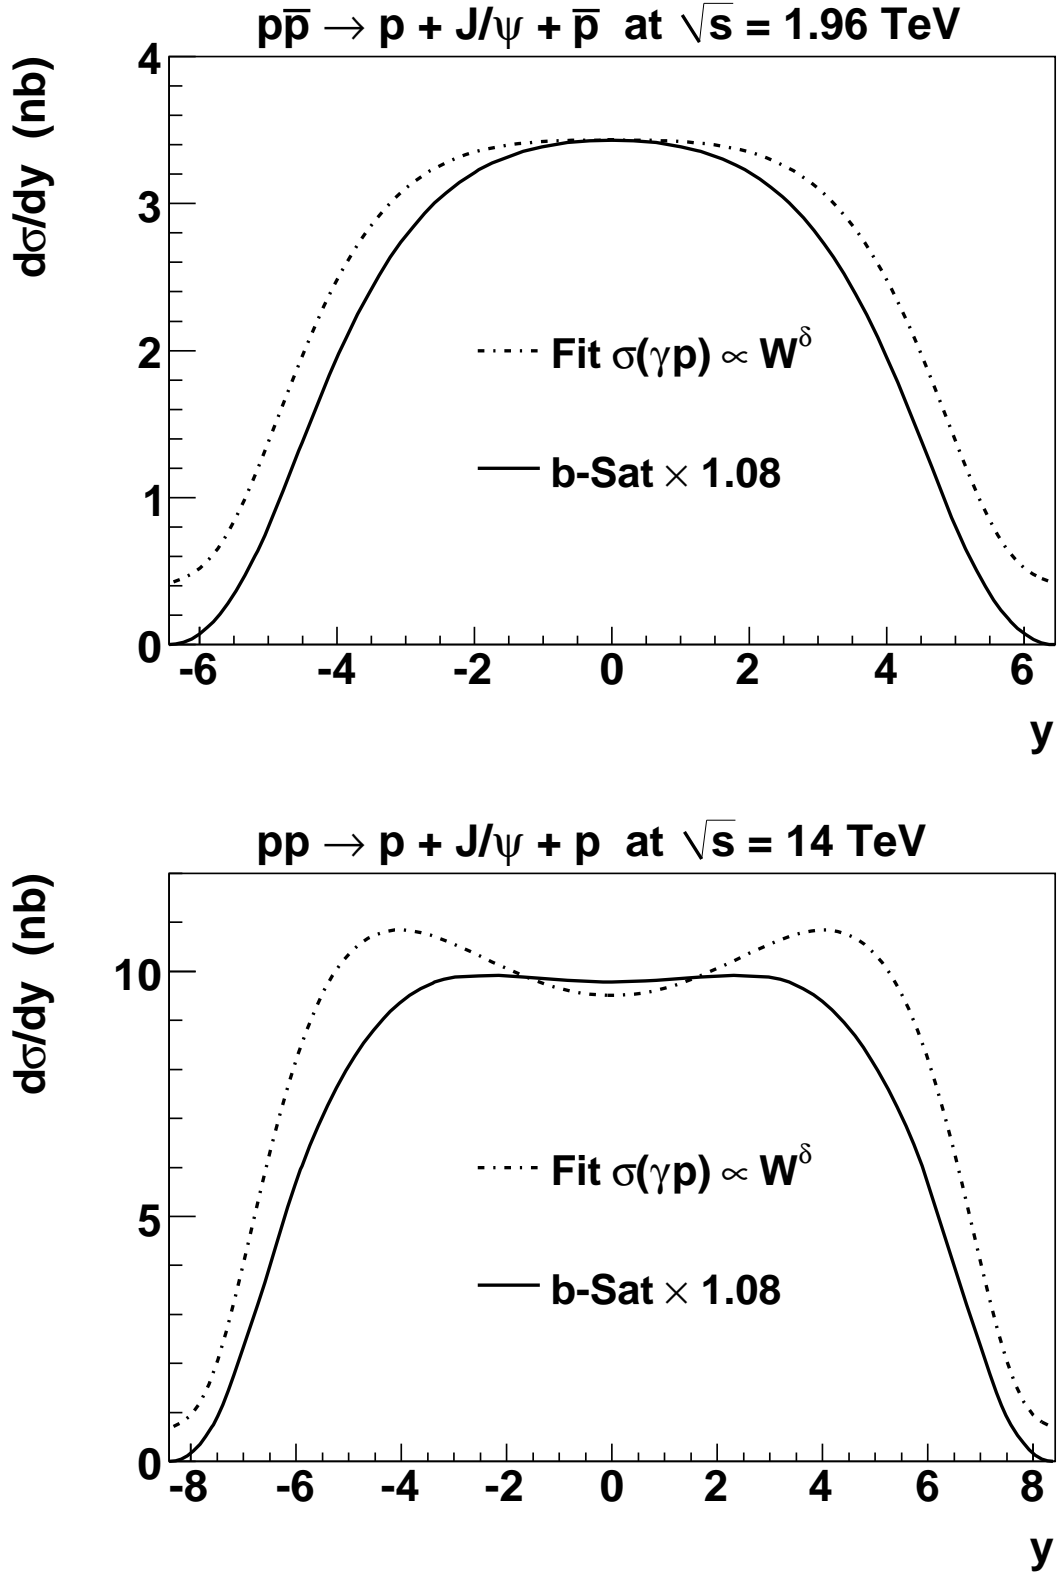 pp̅ → p + J/ψ + p̅ at √s = 1.96 TeV
dσ/dy (nb)
4
3
2
1
0
Fit σ(γp) ∝ W^δ
b-Sat × 1.08
-6 -4 -2 0 2 4 6
y
pp → p + J/ψ + p at √s = 14 TeV
dσ/dy (nb)
10
5
0
Fit σ(γp) ∝ W^δ
b-Sat × 1.08
-8 -6 -4 -2 0 2 4 6 8
y